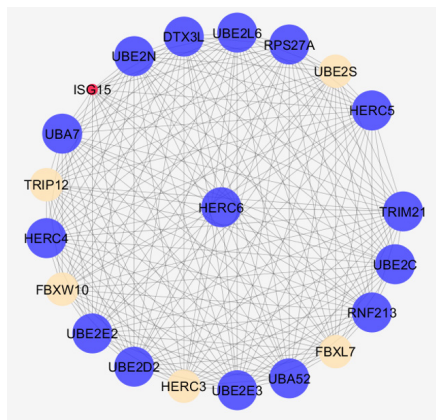 UBE2L6
DTX3L
RPS27A
UBE2N
UBE2S
ISG15
HERC5
UBA7
TRIP12
HERC6
TRIM21
HERC4
UBE2C
FBXW10
RNF213
UBE2E2
FBXL7
UBE2D2
HERC3
UBE2E3
UBA52